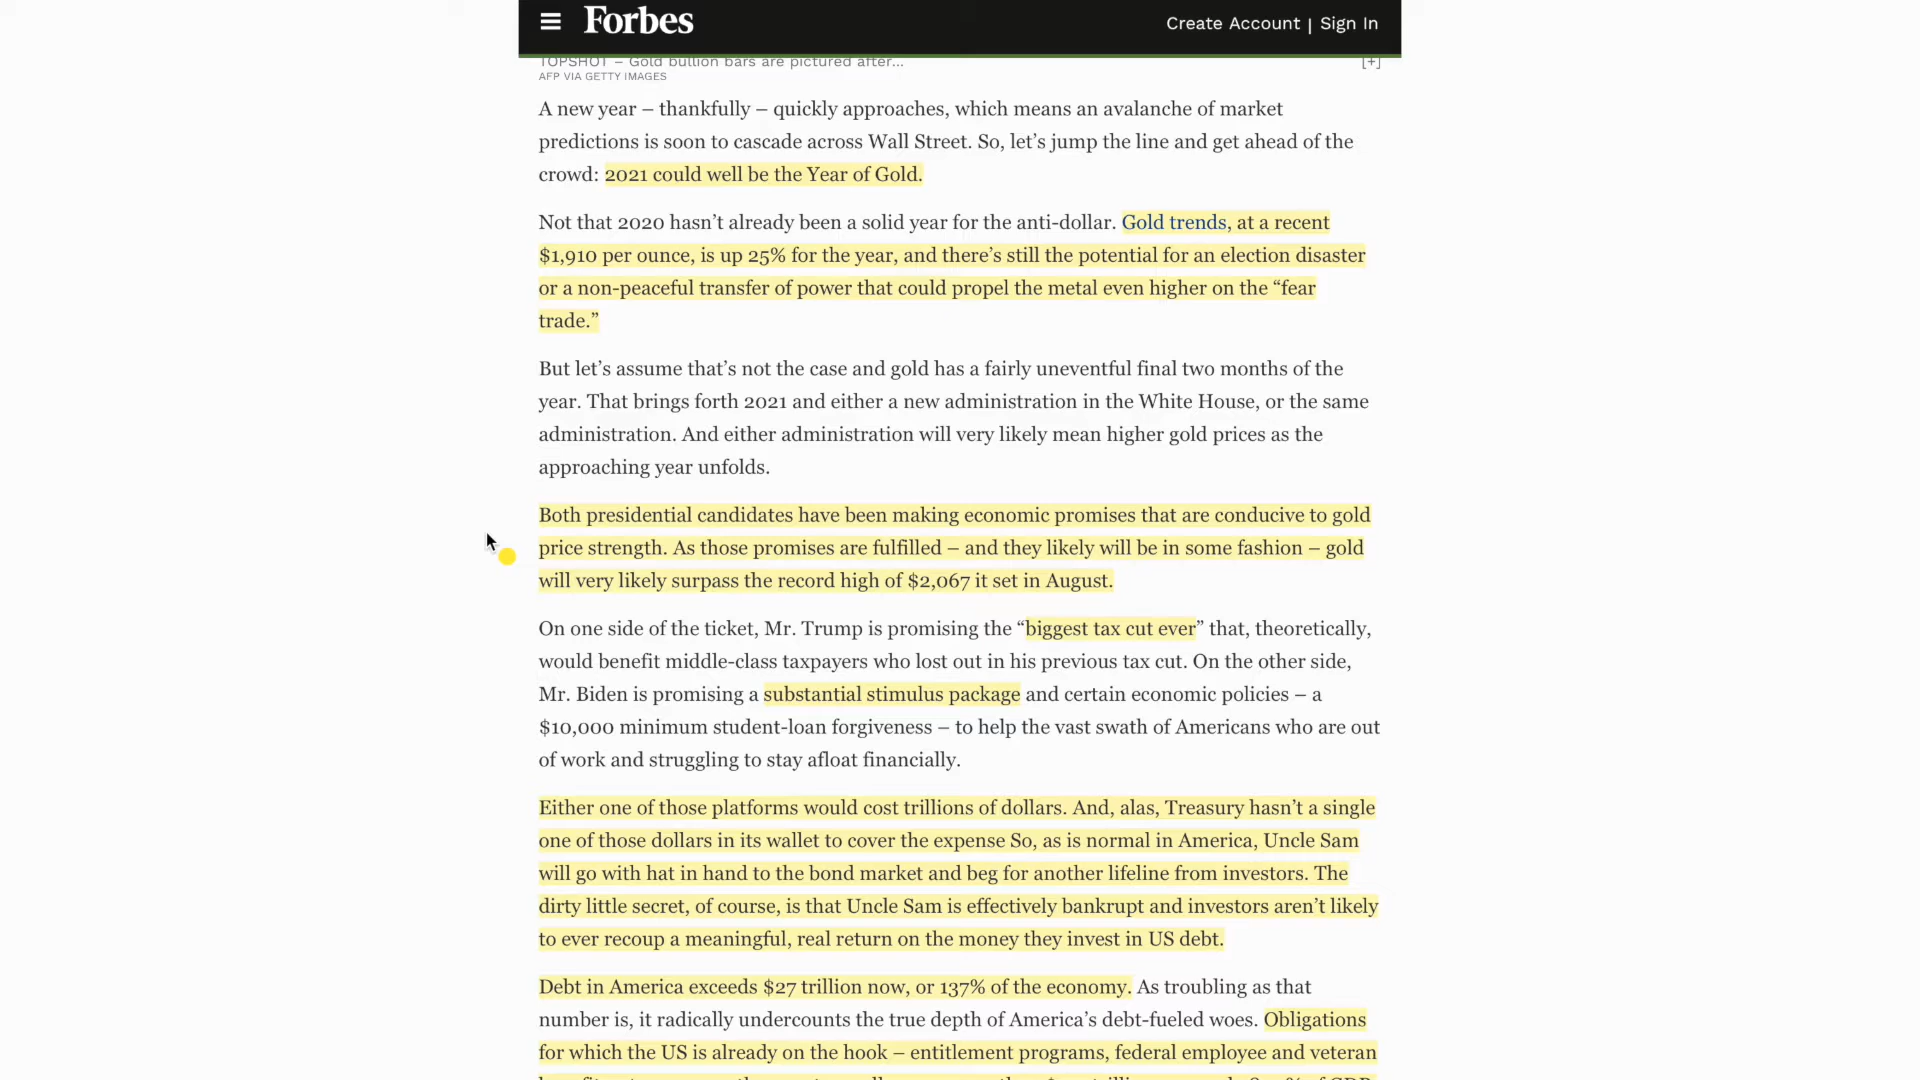 Forbes
Create Account | Sign In
TOPSHOT – Gold bullion bars are pictured after...
[+]
AFP VIA GETTY IMAGES
A new year – thankfully – quickly approaches, which means an avalanche of market
predictions is soon to cascade across Wall Street. So, let’s jump the line and get ahead of the
crowd: 2021 could well be the Year of Gold.
Not that 2020 hasn’t already been a solid year for the anti-dollar. Gold trends, at a recent
$1,910 per ounce, is up 25% for the year, and there’s still the potential for an election disaster
or a non-peaceful transfer of power that could propel the metal even higher on the “fear
trade.”
But let’s assume that’s not the case and gold has a fairly uneventful final two months of the
year. That brings forth 2021 and either a new administration in the White House, or the same
administration. And either administration will very likely mean higher gold prices as the
approaching year unfolds.
Both presidential candidates have been making economic promises that are conducive to gold
price strength. As those promises are fulfilled – and they likely will be in some fashion – gold
will very likely surpass the record high of $2,067 it set in August.
On one side of the ticket, Mr. Trump is promising the “biggest tax cut ever” that, theoretically,
would benefit middle-class taxpayers who lost out in his previous tax cut. On the other side,
Mr. Biden is promising a substantial stimulus package and certain economic policies – a
$10,000 minimum student-loan forgiveness – to help the vast swath of Americans who are out
of work and struggling to stay afloat financially.
Either one of those platforms would cost trillions of dollars. And, alas, Treasury hasn’t a single
one of those dollars in its wallet to cover the expense So, as is normal in America, Uncle Sam
will go with hat in hand to the bond market and beg for another lifeline from investors. The
dirty little secret, of course, is that Uncle Sam is effectively bankrupt and investors aren’t likely
to ever recoup a meaningful, real return on the money they invest in US debt.
Debt in America exceeds $27 trillion now, or 137% of the economy. As troubling as that
number is, it radically undercounts the true depth of America’s debt-fueled woes. Obligations
for which the US is already on the hook – entitlement programs, federal employee and veteran